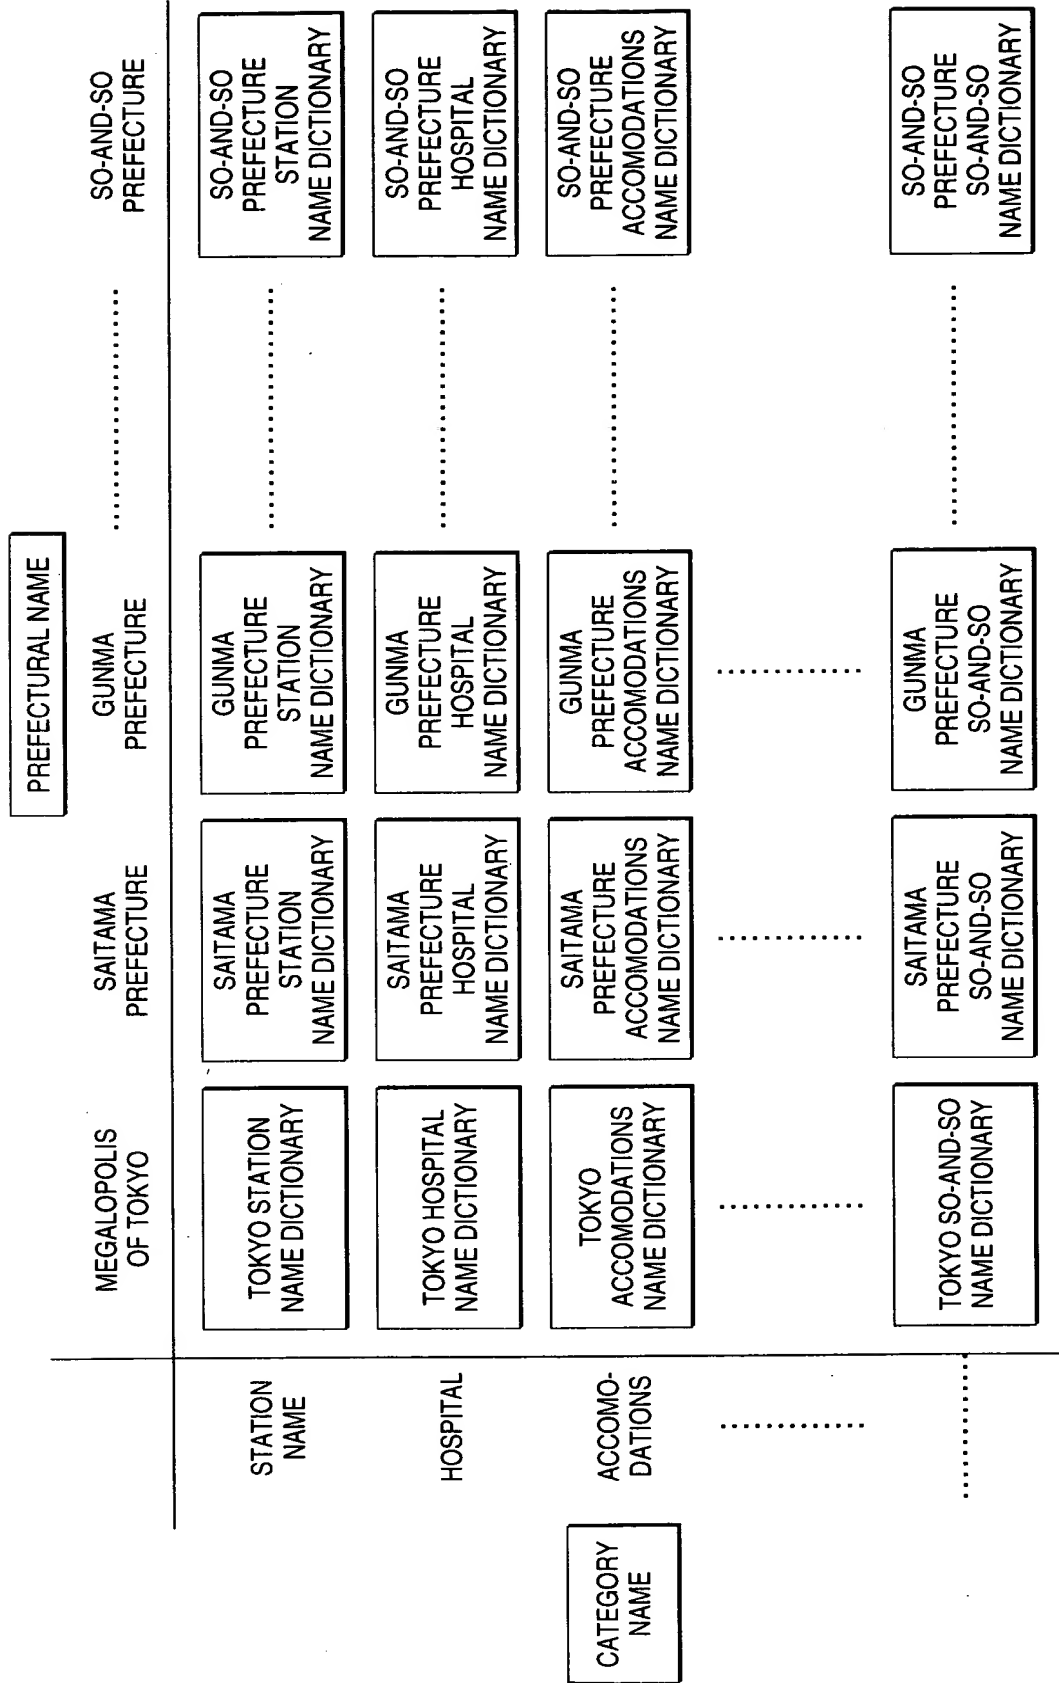 PREFECTURAL NAME
MEGALOPOLIS
OF TOKYO
SAITAMA
PREFECTURE
GUNMA
PREFECTURE
SO-AND-SO
PREFECTURE
CATEGORY
NAME
STATION
NAME
TOKYO STATION
NAME DICTIONARY
SAITAMA
PREFECTURE
STATION
NAME DICTIONARY
GUNMA
PREFECTURE
STATION
NAME DICTIONARY
SO-AND-SO
PREFECTURE
STATION
NAME DICTIONARY
HOSPITAL
TOKYO HOSPITAL
NAME DICTIONARY
SAITAMA
PREFECTURE
HOSPITAL
NAME DICTIONARY
GUNMA
PREFECTURE
HOSPITAL
NAME DICTIONARY
SO-AND-SO
PREFECTURE
HOSPITAL
NAME DICTIONARY
ACCOMO-
DATIONS
TOKYO
ACCOMODATIONS
NAME DICTIONARY
SAITAMA
PREFECTURE
ACCOMODATIONS
NAME DICTIONARY
GUNMA
PREFECTURE
ACCOMODATIONS
NAME DICTIONARY
SO-AND-SO
PREFECTURE
ACCOMODATIONS
NAME DICTIONARY
TOKYO SO-AND-SO
NAME DICTIONARY
SAITAMA
PREFECTURE
SO-AND-SO
NAME DICTIONARY
GUNMA
PREFECTURE
SO-AND-SO
NAME DICTIONARY
SO-AND-SO
PREFECTURE
SO-AND-SO
NAME DICTIONARY